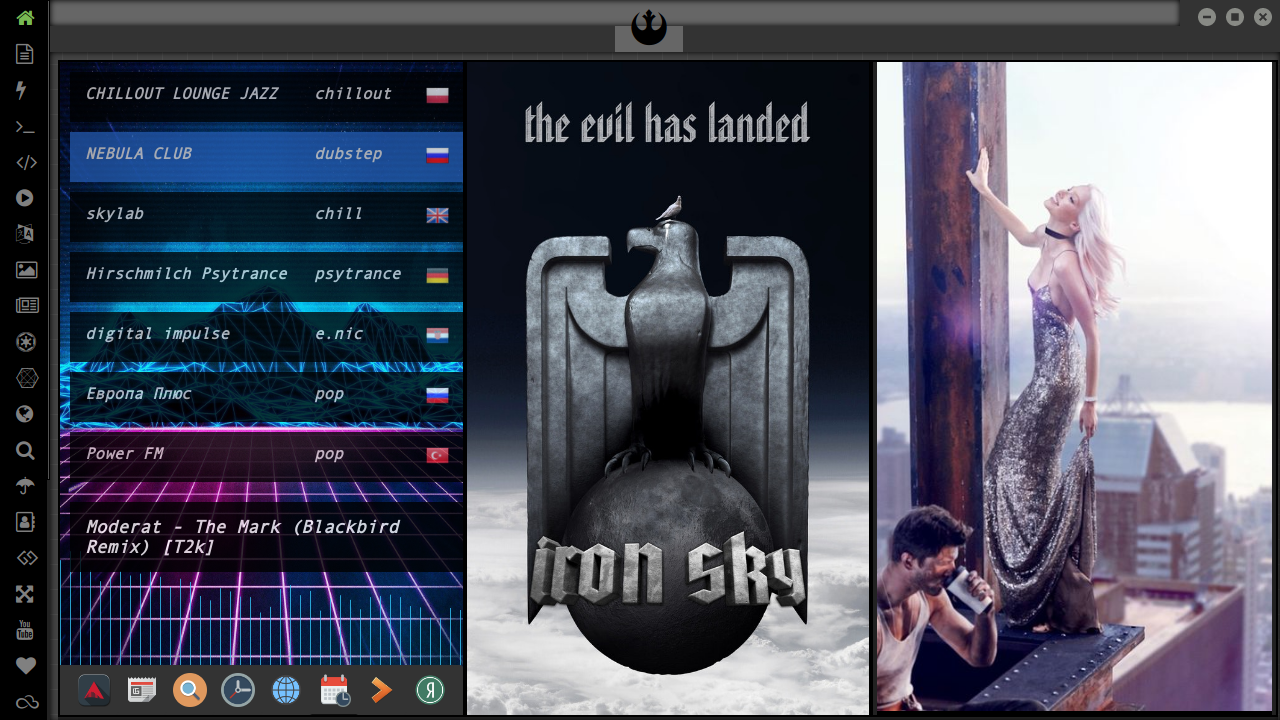 CHILLOUT LOUNGE JAZZ chillout
NEBULA CLUB dubstep
skylab chill
Hirschmilch Psytrance psytrance
digital impulse e.nic
Европа Плюс pop
Power FM pop
Moderat - The Mark (Blackbird
Remix) [T2k]
the evil has landed
iron sky
You
Tube
Я